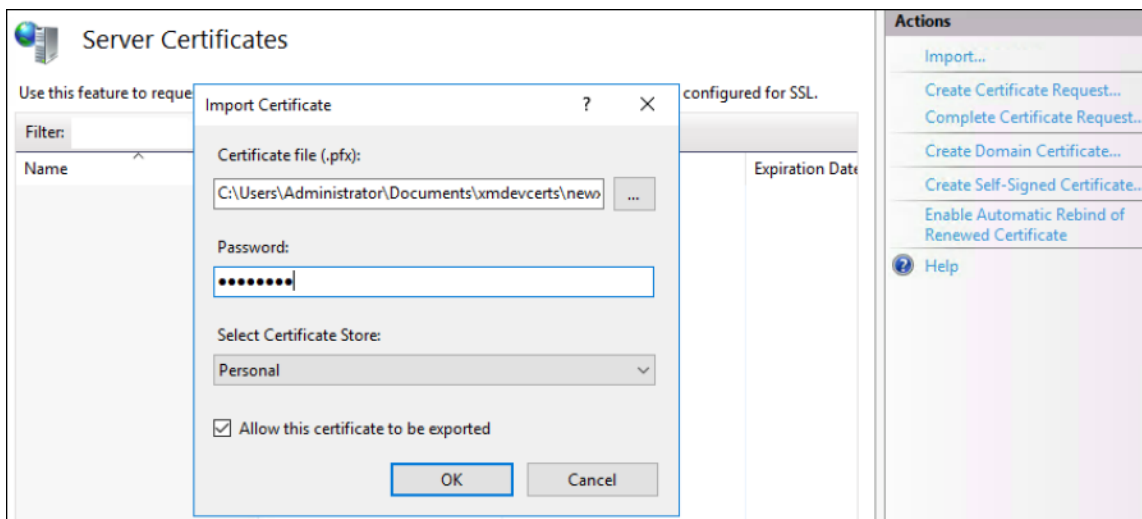 Server Certificates
Use this feature to reque
configured for SSL.
Filter:
Name
Expiration Date
Import Certificate
?
Certificate file (.pfx):
C:\Users\Administrator\Documents\xmdevcerts\new
...
Password:
••••••••
Select Certificate Store:
Personal
Allow this certificate to be exported
OK
Cancel
Actions
Import...
Create Certificate Request...
Complete Certificate Request..
Create Domain Certificate...
Create Self-Signed Certificate..
Enable Automatic Rebind of
Renewed Certificate
? Help